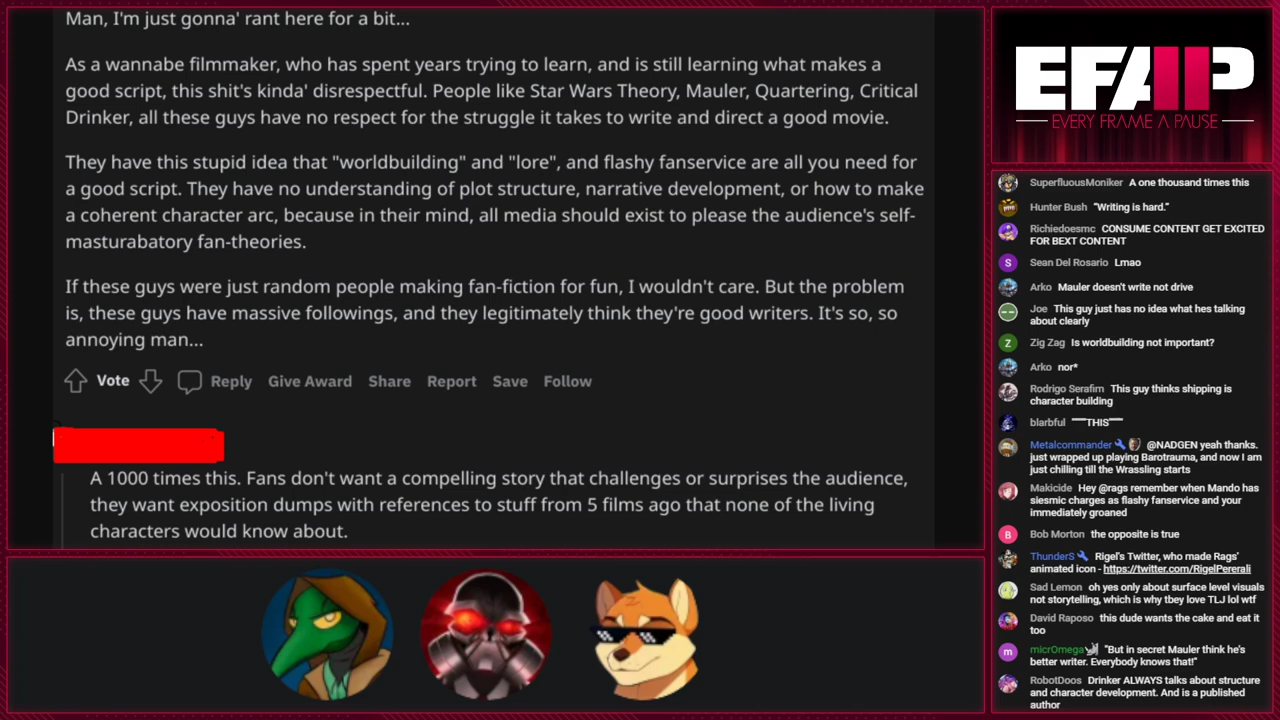 Man, I'm just gonna' rant here for a bit...
As a wannabe filmmaker, who has spent years trying to learn, and is still learning what makes a
good script, this shit's kinda' disrespectful. People like Star Wars Theory, Mauler, Quartering, Critical
Drinker, all these guys have no respect for the struggle it takes to write and direct a good movie.
They have this stupid idea that "worldbuilding" and "lore", and flashy fanservice are all you need for
a good script. They have no understanding of plot structure, narrative development, or how to make
a coherent character arc, because in their mind, all media should exist to please the audience's self-
masturabatory fan-theories.
If these guys were just random people making fan-fiction for fun, I wouldn't care. But the problem
is, these guys have massive followings, and they legitimately think they're good writers. It's so, so
annoying man...
Vote Reply Give Award Share Report Save Follow
A 1000 times this. Fans don't want a compelling story that challenges or surprises the audience,
they want exposition dumps with references to stuff from 5 films ago that none of the living
characters would know about.
EFAP
EVERY FRAME A PAUSE
SuperfluousMoniker A one thousand times this
Hunter Bush "Writing is hard."
Richiedoesmc CONSUME CONTENT GET EXCITED
FOR BEXT CONTENT
S Sean Del Rosario Lmao
Arko Mauler doesn't write not drive
Joe This guy just has no idea what hes talking
about clearly
Z Zig Zag Is worldbuilding not important?
Arko nor*
Rodrigo Serafim This guy thinks shipping is
character building
blarbful """"THIS""""
Metalcommander @NADGEN yeah thanks.
just wrapped up playing Barotrauma, and now I am
just chilling till the Wrassling starts
Makicide Hey @rags remember when Mando has
siesmic charges as flashy fanservice and your
immediately groaned
B Bob Morton the opposite is true
ThunderS Rigel's Twitter, who made Rags'
animated icon - https://twitter.com/RigelPererali
Sad Lemon oh yes only about surface level visuals
not storytelling, which is why they love TLJ lol wtf
David Raposo this dude wants the cake and eat it
too
m micrOmega "But in secret Mauler think he's
better writer. Everybody knows that!"
RobotDoos Drinker ALWAYS talks about structure
and character development. And is a published
author